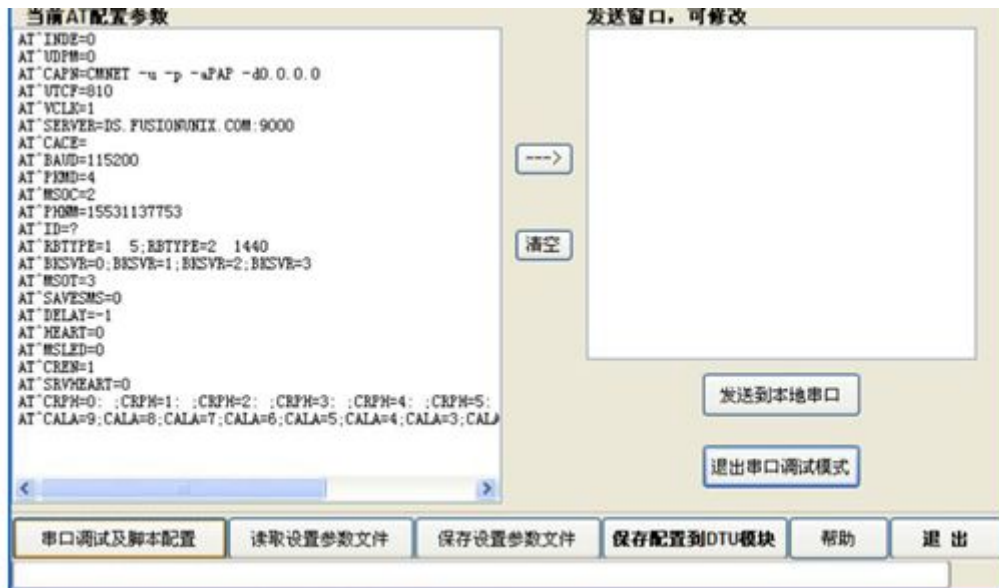 当前AT配置参数
发送窗口，可修改
AT^INDE=0
AT^UDPM=0
AT^CAPN=CMNET -u -p -aPAP -d0.0.0.0
AT^UTCF=810
AT^VCLK=1
AT^SERVER=DS.FUSIONUNIX.COM:9000
AT^CACE=
AT^BAUD=115200
AT^PKMD=4
AT^MSOC=2
AT^PHNM=15531137753
AT^ID=?
AT^RBTYPE=1 5;RBTYPE=2 1440
AT^BKSVR=0;BKSVR=1;BKSVR=2;BKSVR=3
AT^MSOT=3
AT^SAVESMS=0
AT^DELAY=-1
AT^HEART=0
AT^MSLED=0
AT^CREN=1
AT^SRVHEART=0
AT^CRPH=0: ;CRPH=1: ;CRPH=2: ;CRPH=3: ;CRPH=4: ;CRPH=5:
AT^CALA=9;CALA=8;CALA=7;CALA=6;CALA=5;CALA=4;CALA=3;CALA
--->
清空
发送到本地串口
退出串口调试模式
串口调试及脚本配置 读取设置参数文件 保存设置参数文件 保存配置到DTU模块 帮助 退 出